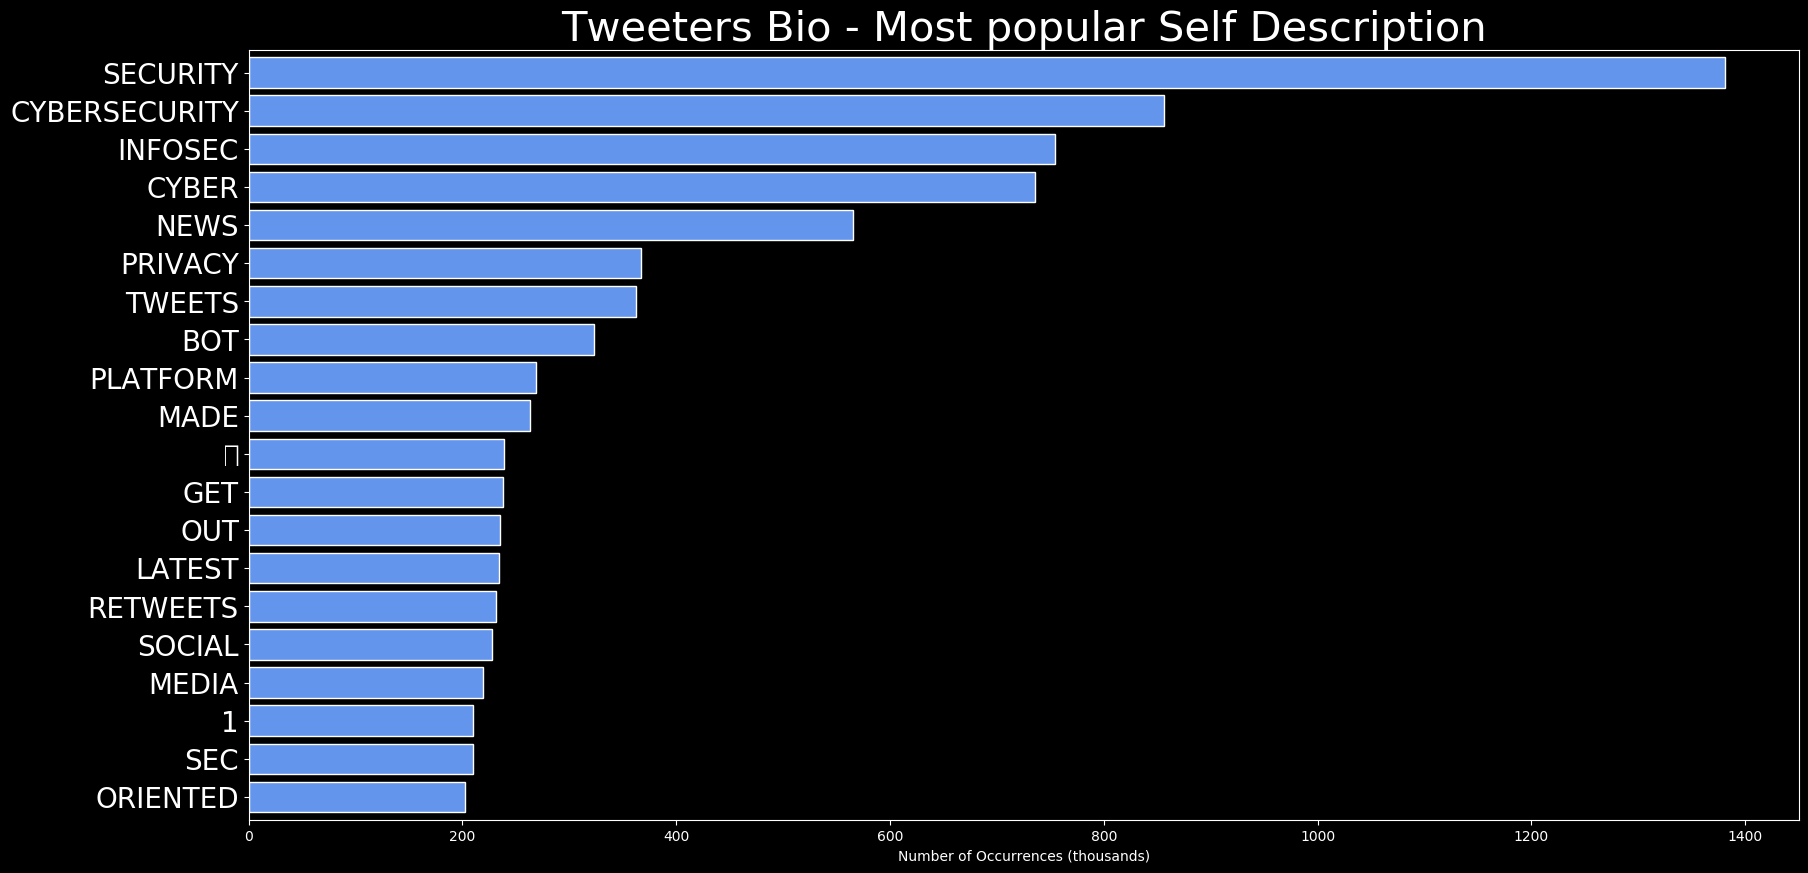 Tweeters Bio - Most popular Self Description
SECURITY
CYBERSECURITY
INFOSEC
CYBER
NEWS
PRIVACY
TWEETS
BOT
PLATFORM
MADE
GET
OUT
LATEST
RETWEETS
SOCIAL
MEDIA
1
SEC
ORIENTED
0 200 400 600 800 1000 1200 1400
Number of Occurrences (thousands)